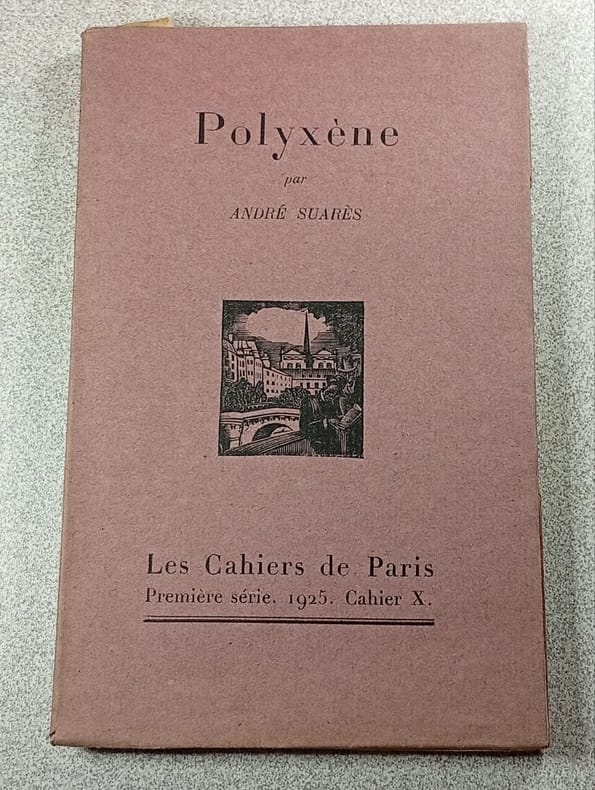 Polyxène
par
ANDRÉ SUARÈS
Les Cahiers de Paris
Première série. 1925. Cahier X.